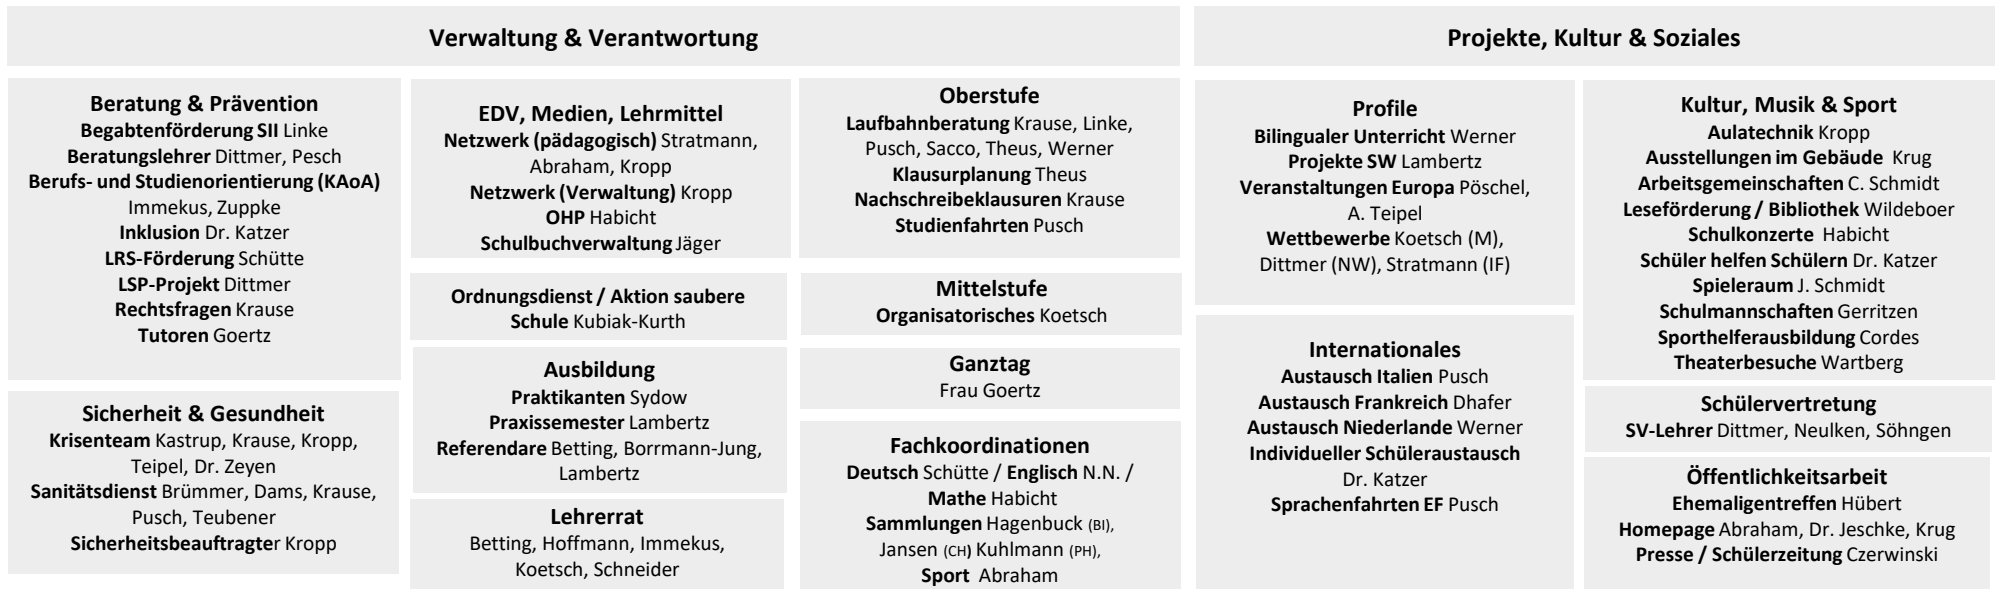 Verwaltung & Verantwortung
Beratung & Prävention
Begabtenförderung SII Linke
Beratungslehrer Dittmer, Pesch
Berufs- und Studienorientierung (KAoA)
Immekus, Zuppke
Inklusion Dr. Katzer
LRS-Förderung Schütte
LSP-Projekt Dittmer
Rechtsfragen Krause
Tutoren Goertz
Sicherheit & Gesundheit
Krisenteam Kastrup, Krause, Kropp,
Teipel, Dr. Zeyen
Sanitätsdienst Brümmer, Dams, Krause,
Pusch, Teubener
Sicherheitsbeauftragter Kropp
EDV, Medien, Lehrmittel
Netzwerk (pädagogisch) Stratmann,
Abraham, Kropp
Netzwerk (Verwaltung) Kropp
OHP Habicht
Schulbuchverwaltung Jäger
Ordnungsdienst / Aktion saubere
Schule Kubiak-Kurth
Ausbildung
Praktikanten Sydow
Praxissemester Lambertz
Referendare Betting, Borrmann-Jung,
Lambertz
Lehrerrat
Betting, Hoffmann, Immekus,
Koetsch, Schneider
Oberstufe
Laufbahnberatung Krause, Linke,
Pusch, Sacco, Theus, Werner
Klausurplanung Theus
Nachschreibeklausuren Krause
Studienfahrten Pusch
Mittelstufe
Organisatorisches Koetsch
Ganztag
Frau Goertz
Fachkoordinationen
Deutsch Schütte / Englisch N.N. /
Mathe Habicht
Sammlungen Hagenbuck (BI),
Jansen (CH) Kuhlmann (PH),
Sport Abraham
Projekte, Kultur & Soziales
Profile
Bilingualer Unterricht Werner
Projekte SW Lambertz
Veranstaltungen Europa Pöschel,
A. Teipel
Wettbewerbe Koetsch (M),
Dittmer (NW), Stratmann (IF)
Internationales
Austausch Italien Pusch
Austausch Frankreich Dhafer
Austausch Niederlande Werner
Individueller Schüleraustausch
Dr. Katzer
Sprachenfahrten EF Pusch
Kultur, Musik & Sport
Aulatechnik Kropp
Ausstellungen im Gebäude Krug
Arbeitsgemeinschaften C. Schmidt
Leseförderung / Bibliothek Wildeboer
Schulkonzerte Habicht
Schüler helfen Schülern Dr. Katzer
Spieleraum J. Schmidt
Schulmannschaften Gerritzen
Sporthelferausbildung Cordes
Theaterbesuche Wartberg
Schülervertretung
SV-Lehrer Dittmer, Neulken, Söhngen
Öffentlichkeitsarbeit
Ehemaligentreffen Hübert
Homepage Abraham, Dr. Jeschke, Krug
Presse / Schülerzeitung Czerwinski